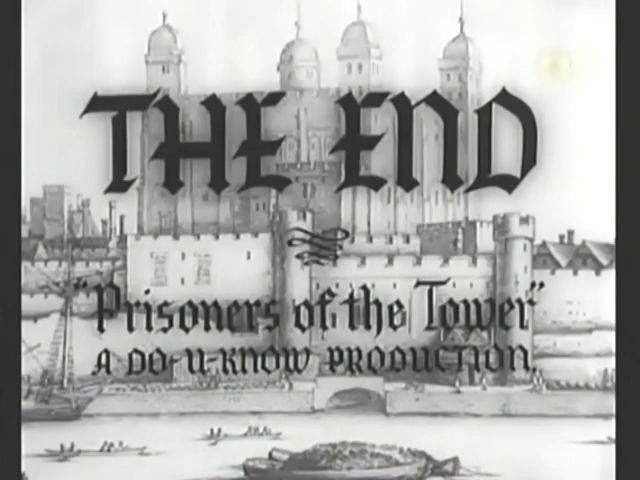 THE END
"Prisoners of the Tower"
A DO-U-KNOW PRODUCTION.